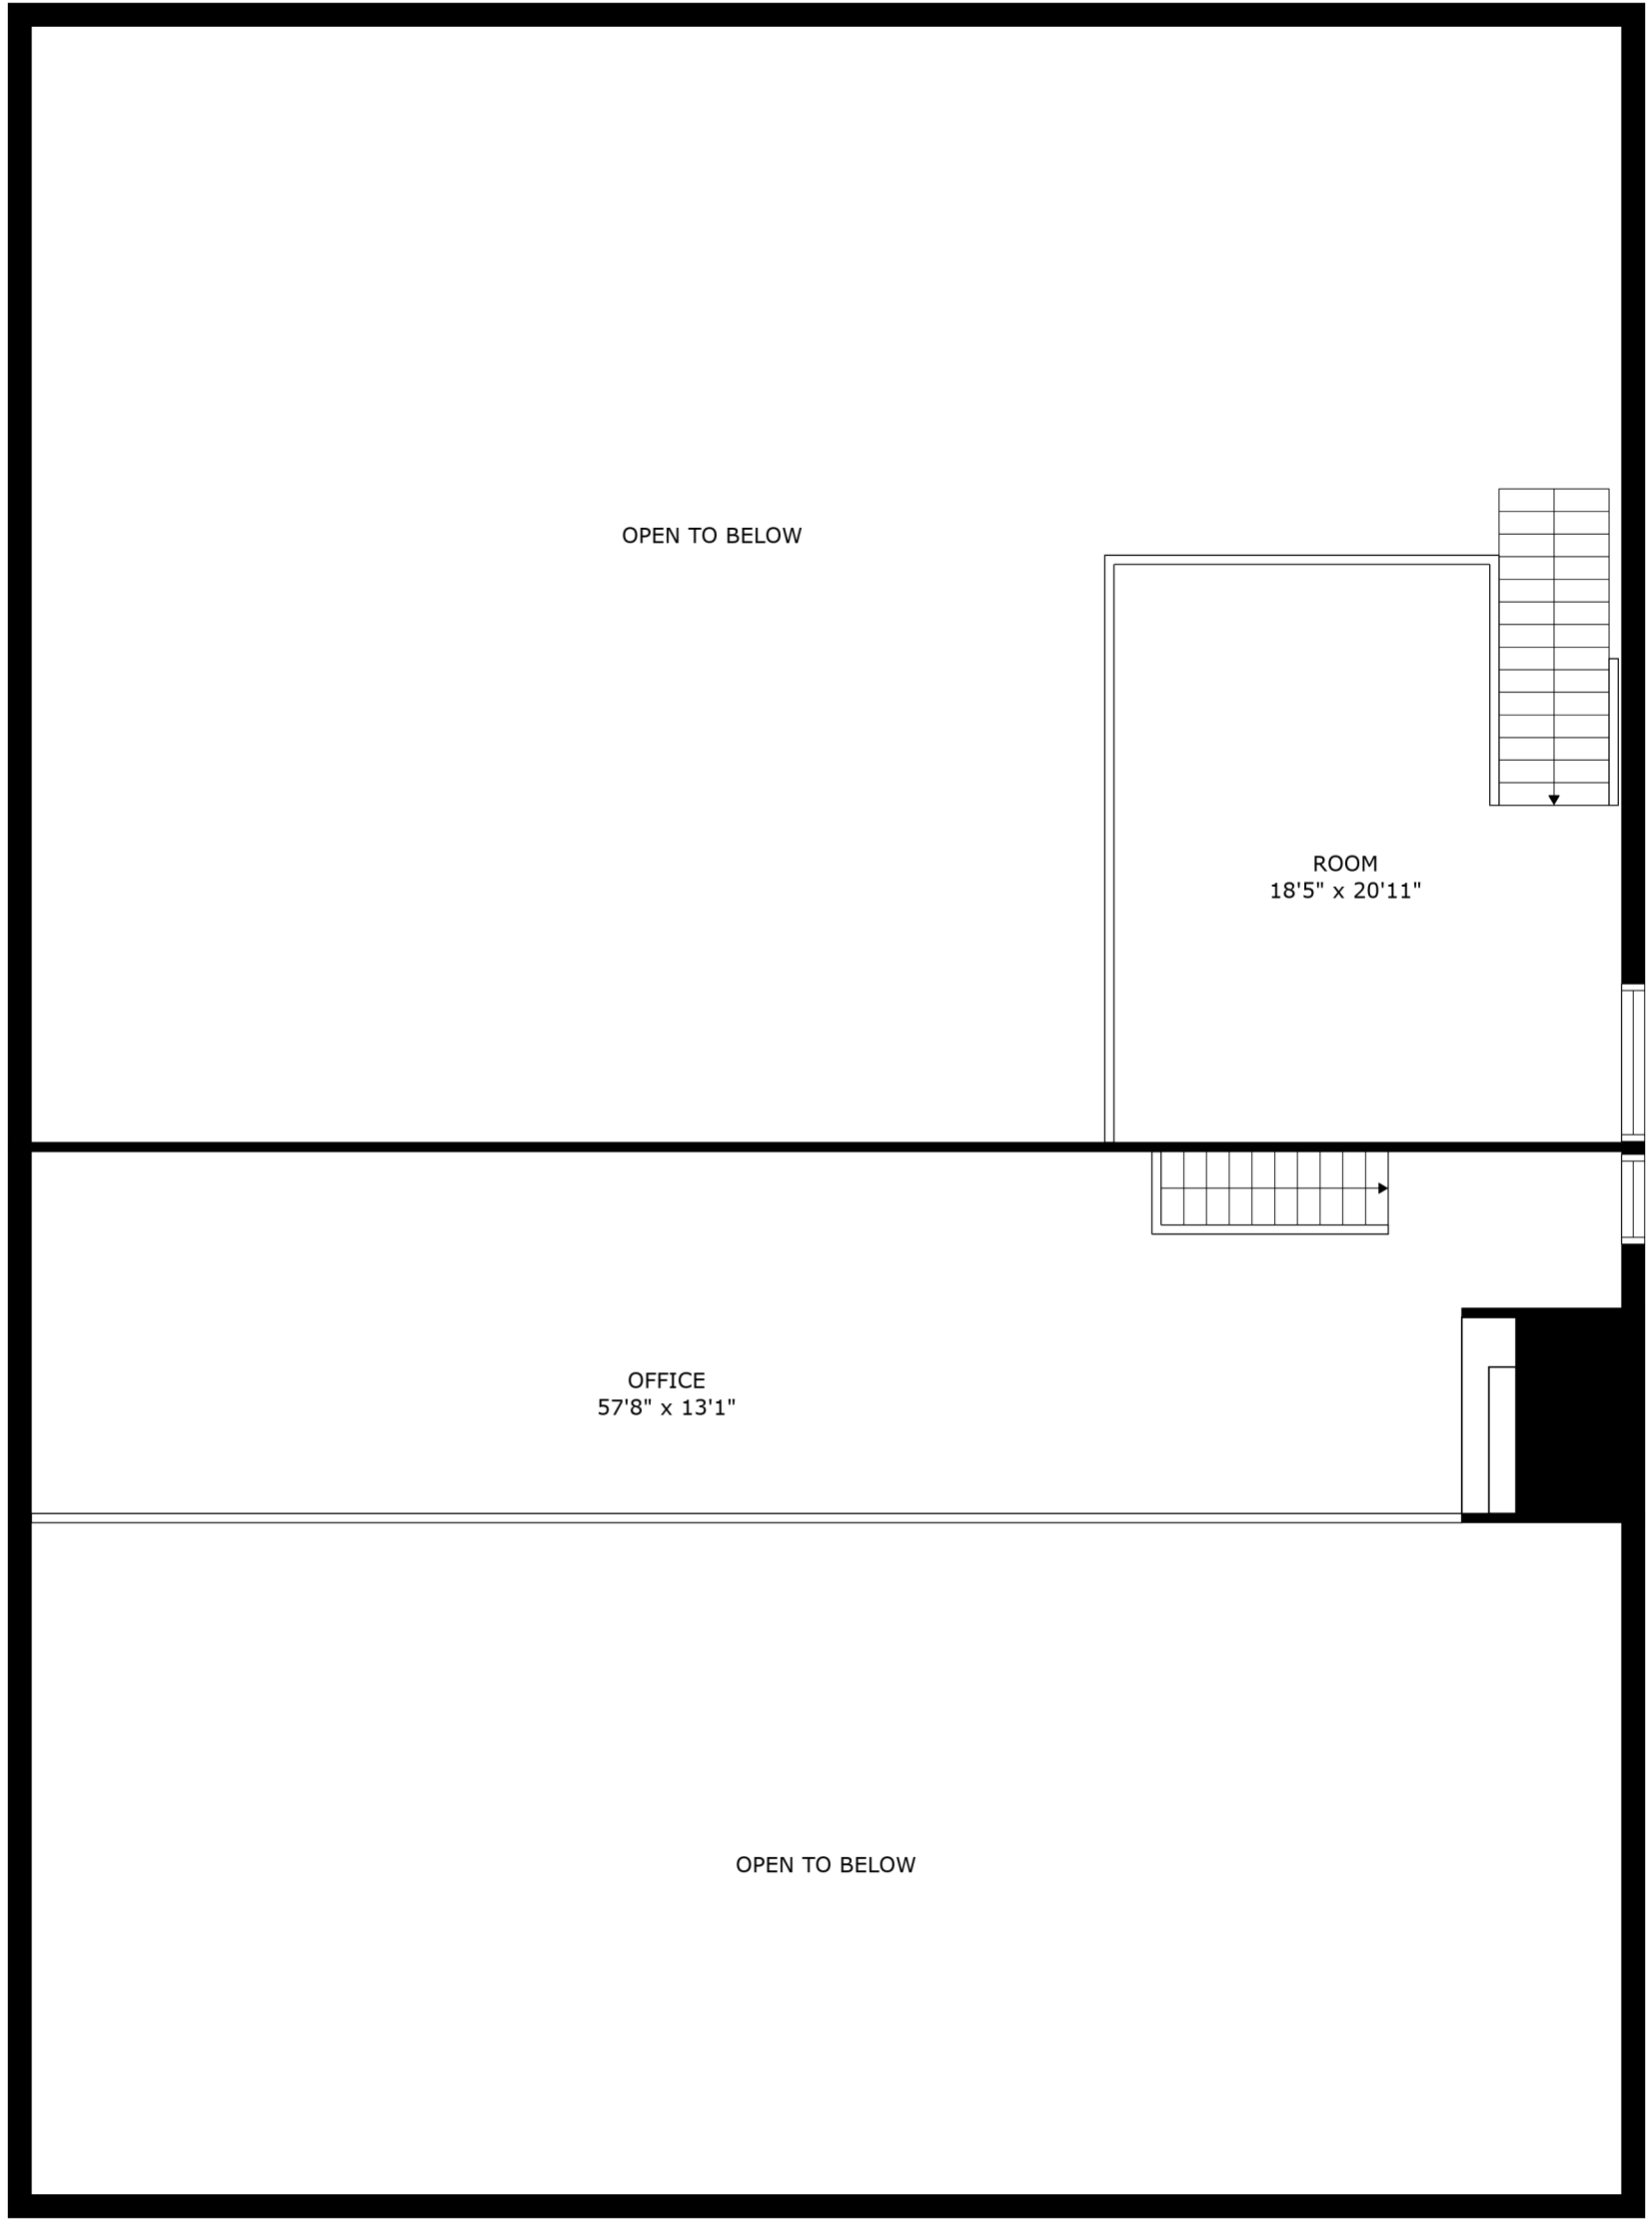 OPEN TO BELOW
ROOM
18'5" x 20'11"
OFFICE
57'8" x 13'1"
OPEN TO BELOW